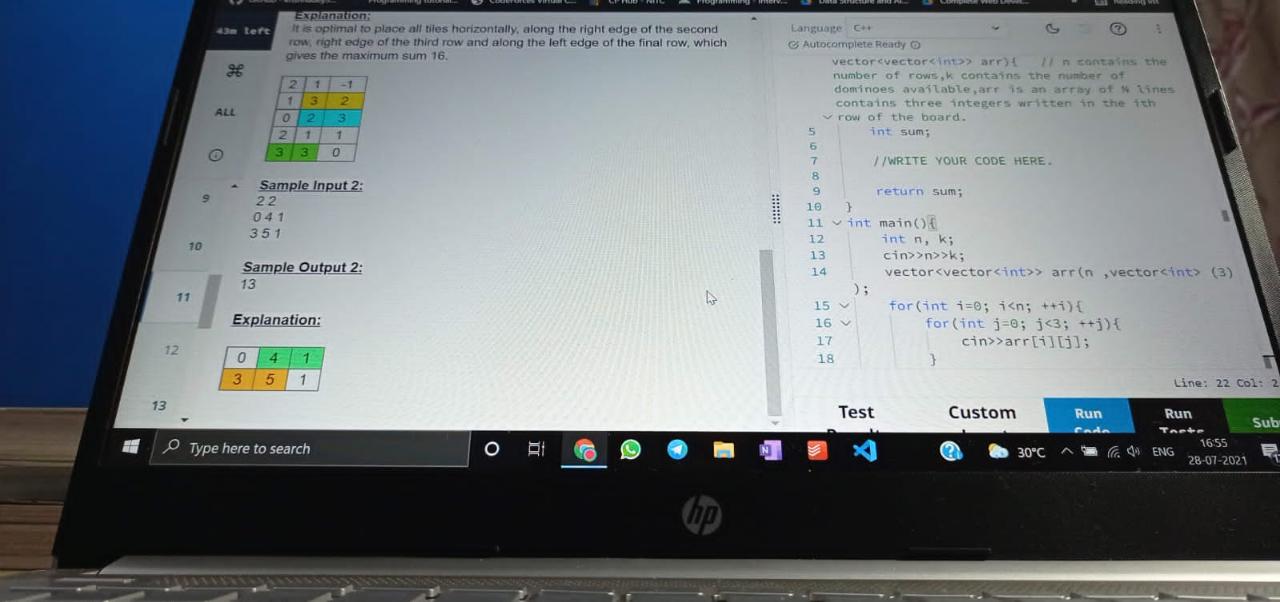 Explanation:
It is optimal to place all tiles horizontally, along the right edge of the second
row, right edge of the third row and along the left edge of the final row, which
gives the maximum sum 16.
2 1 -1
1 3 2
0 2 3
2 1 1
3 3 0
Sample Input 2:
2 2
0 4 1
3 5 1
Sample Output 2:
13
Explanation:
0 4 1
3 5 1
43m left
ALL
9
10
11
12
13
Language C++
Autocomplete Ready
vector<vector<int>> arr){ // n contains the
number of rows,k contains the number of
dominoes available,arr is an array of N lines
contains three integers written in the ith
row of the board.
5 int sum;
6
7 //WRITE YOUR CODE HERE.
8
9 return sum;
10 }
11 int main(){
12 int n, k;
13 cin>>n>>k;
14 vector<vector<int>> arr(n ,vector<int> (3)
);
15 for(int i=0; i<n; ++i){
16 for(int j=0; j<3; ++j){
17 cin>>arr[i][j];
18 }
Line: 22 Col: 2
Test
Custom
Run
Code
Run
Tests
Sub
Type here to search
30°C
ENG
16:55
28-07-2021
hp